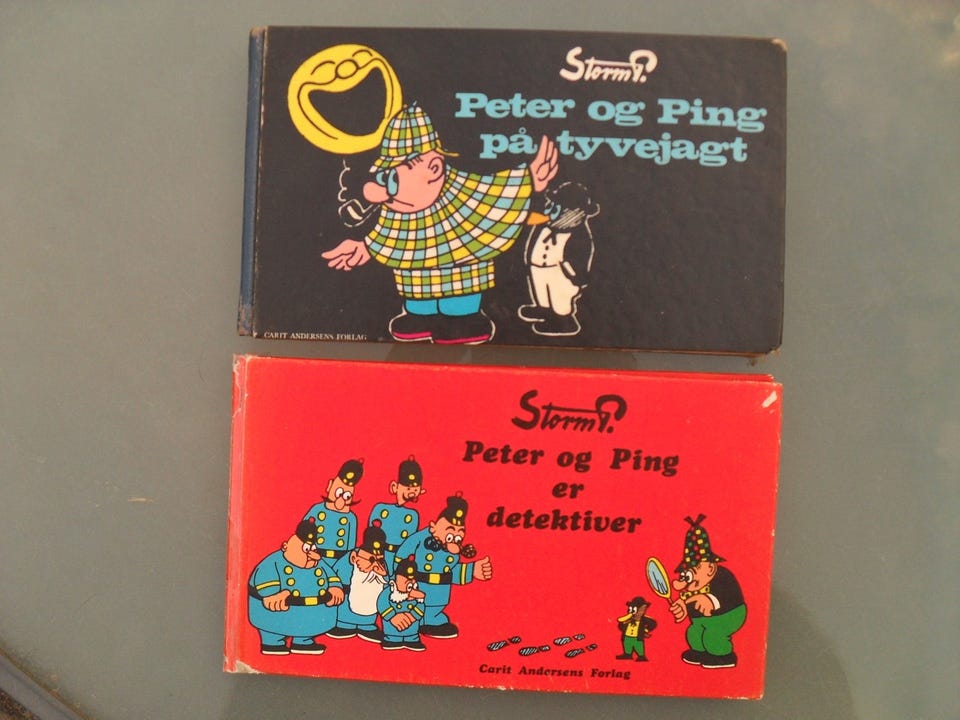 Storm P.
Peter og Ping
på tyvejagt
CARIT ANDERSENS FORLAG
Storm P.
Peter og Ping
er
detektiver
Carit Andersens Forlag